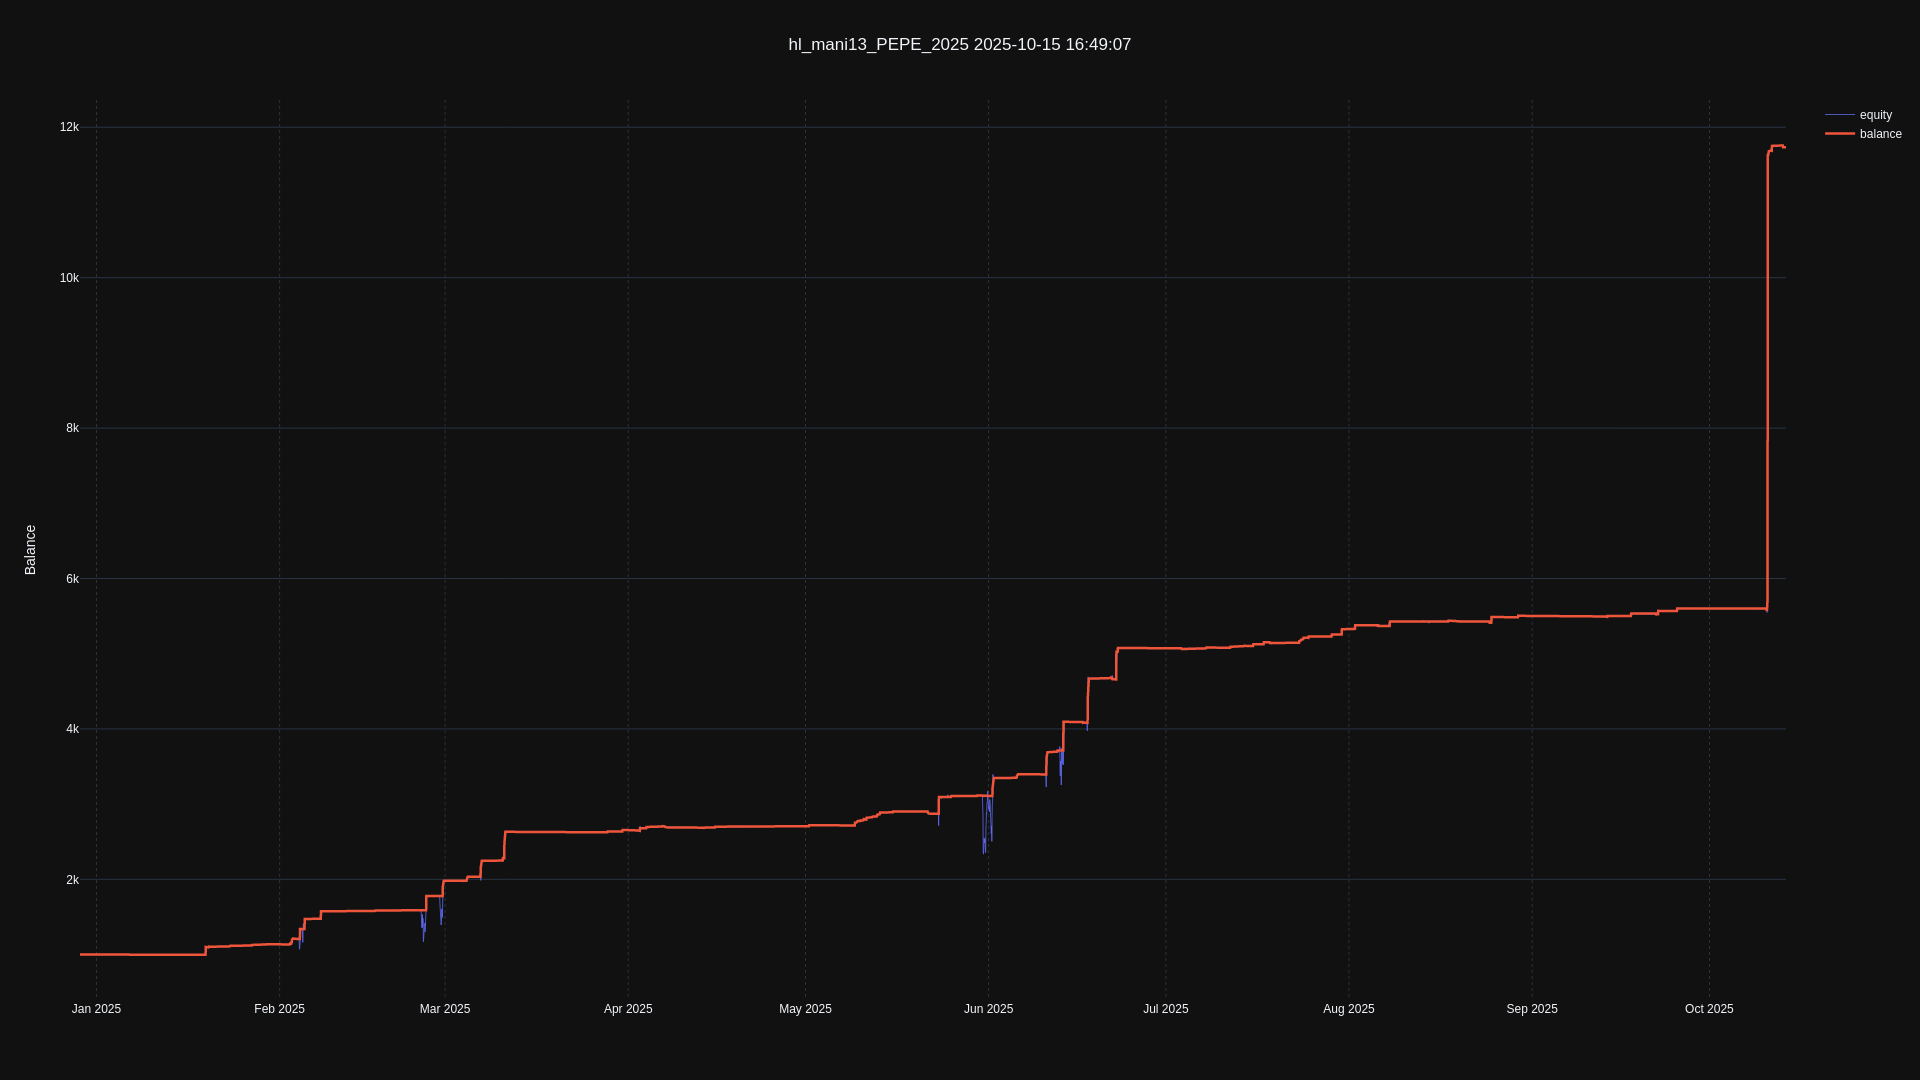 hl_mani13_PEPE_2025 2025-10-15 16:49:07
equity
balance
12k
10k
8k
6k
4k
2k
Balance
Jan 2025
Feb 2025
Mar 2025
Apr 2025
May 2025
Jun 2025
Jul 2025
Aug 2025
Sep 2025
Oct 2025